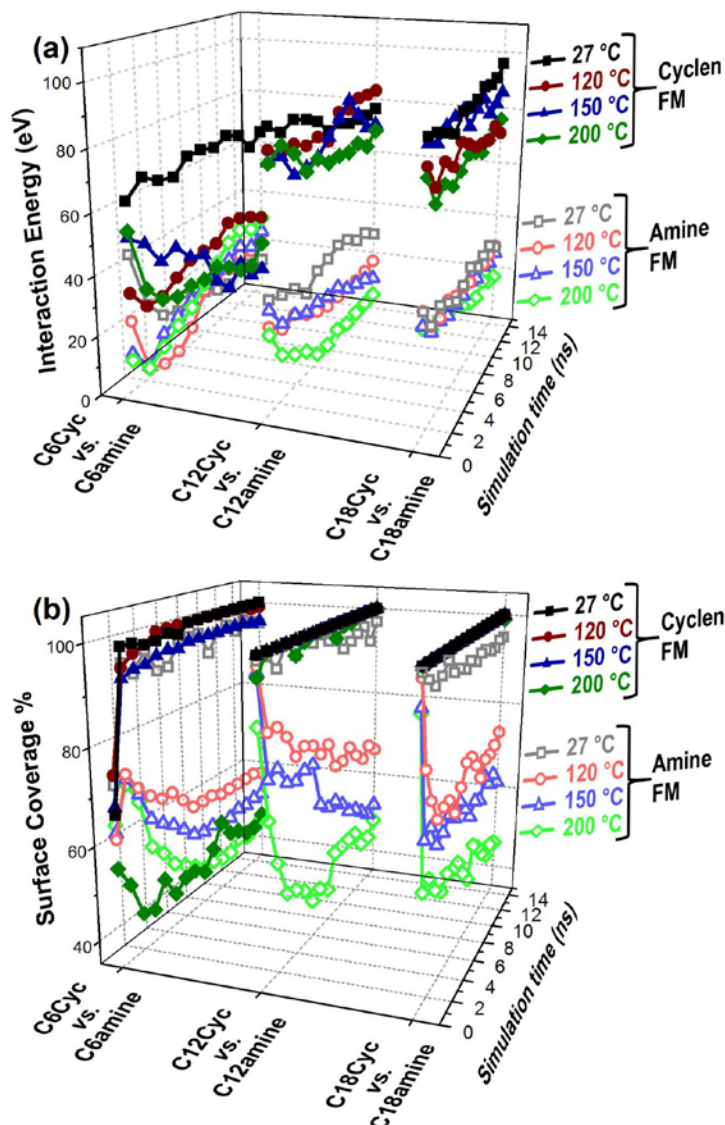 (a)
Interaction Energy (eV)
100
80
60
40
20
0
C6Cyc
vs.
C6amine
C12Cyc
vs.
C12amine
C18Cyc
vs.
C18amine
0
2
4
6
8
10
12
14
Simulation time (ns)
27 °C
120 °C
150 °C
200 °C
Cyclen
FM
27 °C
120 °C
150 °C
200 °C
Amine
FM
(b)
Surface Coverage %
100
80
60
40
C6Cyc
vs.
C6amine
C12Cyc
vs.
C12amine
C18Cyc
vs.
C18amine
0
2
4
6
8
10
12
14
Simulation time (ns)
27 °C
120 °C
150 °C
200 °C
Cyclen
FM
27 °C
120 °C
150 °C
200 °C
Amine
FM